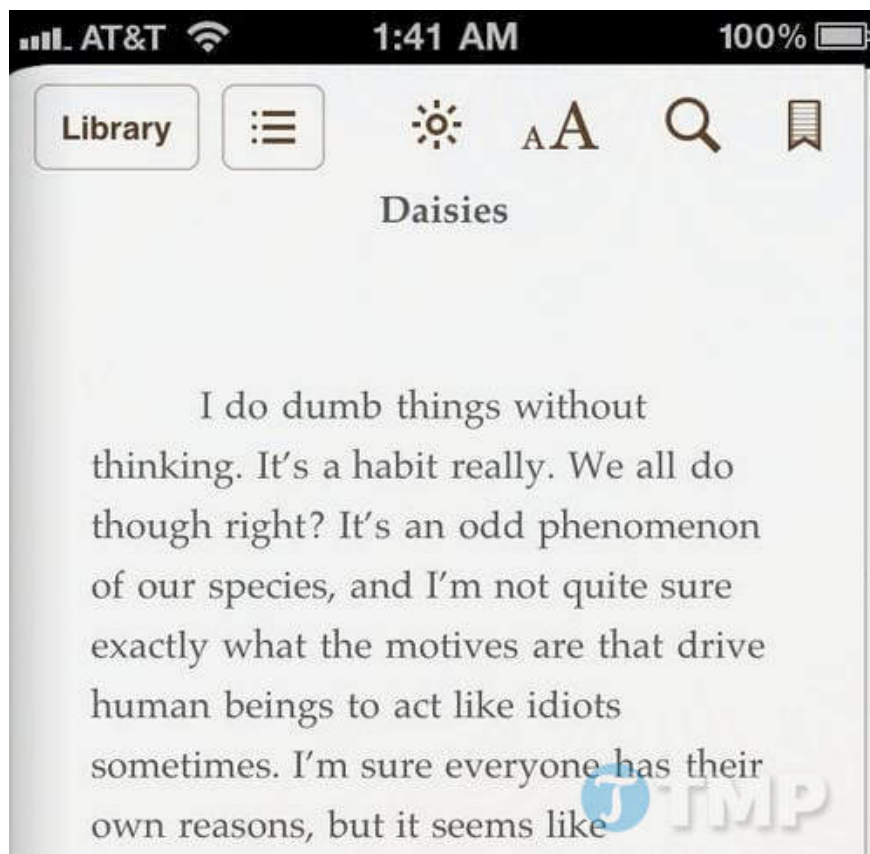 AT&T 1:41 AM 100%
Library AA
Daisies
I do dumb things without
thinking. It’s a habit really. We all do
though right? It’s an odd phenomenon
of our species, and I’m not quite sure
exactly what the motives are that drive
human beings to act like idiots
sometimes. I’m sure everyone has their
own reasons, but it seems like
T TMP